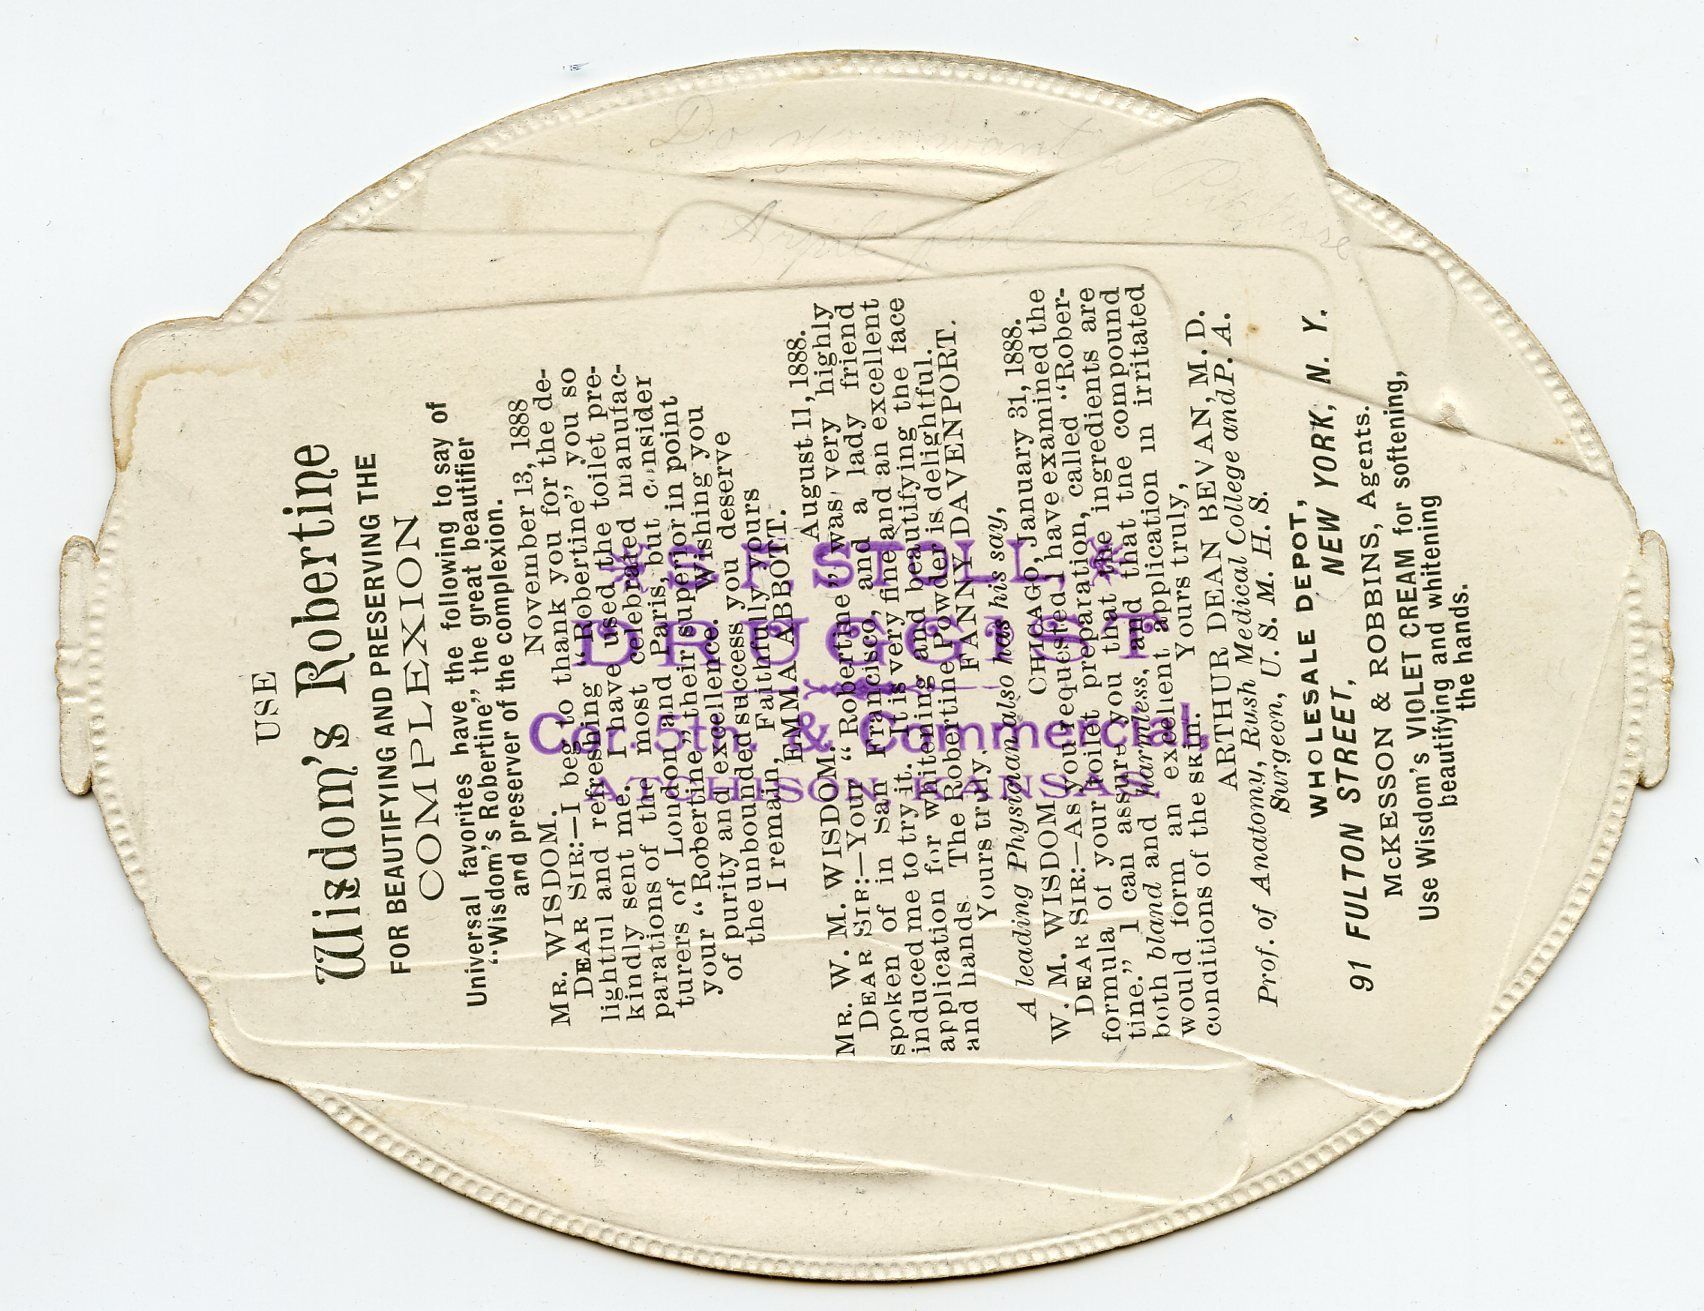 USE
Wisdom's Robertine
FOR BEAUTIFYING AND PRESERVING THE
COMPLEXION
Universal favorites have the following to say of
"Wisdom's Robertine," the great beautifier
and preserver of the complexion.
November 13, 1888
MR. WISDOM.
DEAR SIR:—I beg to thank you for the de-
lightful and refreshing "Robertine" you so
kindly sent me. I have used the toilet pre-
parations of the most celebrated manufac-
turers of London and Paris, but consider
your "Robertine," their superior in point
of purity and excellence. Wishing you
the unbounded success you deserve
I remain, Faithfully yours
EMMA ABBOTT.
August 11, 1888.
MR. W. M. WISDOM.
DEAR SIR:—Your "Robertine" was very highly
spoken of in San Francisco, and a lady friend
induced me to try it. It is very fine and an excellent
application for whitening and beautifying the face
and hands. The Robertine Powder is delightful.
Yours truly, FANNY DAVENPORT.
A leading Physician also has his say,
CHICAGO, January 31, 1888.
W. M. WISDOM
DEAR SIR:—As you requested, I have examined the
formula of your toilet preparation, called 'Rober-
tine." I can assure you that the ingredients are
both bland and harmless, and that the compound
would form an excellent application in irritated
conditions of the skin. Yours truly,
ARTHUR DEAN BEVAN, M. D.
Prof. of Anatomy, Rush Medical College and P. A.
Surgeon, U. S. M. H. S.
WHOLESALE DEPOT,
91 FULTON STREET, NEW YORK, N. Y.
McKESSON & ROBBINS, Agents.
Use Wisdom's VIOLET CREAM for softening,
beautifying and whitening
the hands.
S. F. STOLL
DRUGGIST
Cor. 5th. & Commercial,
ATCHISON KANSAS.
Do you want
a
April